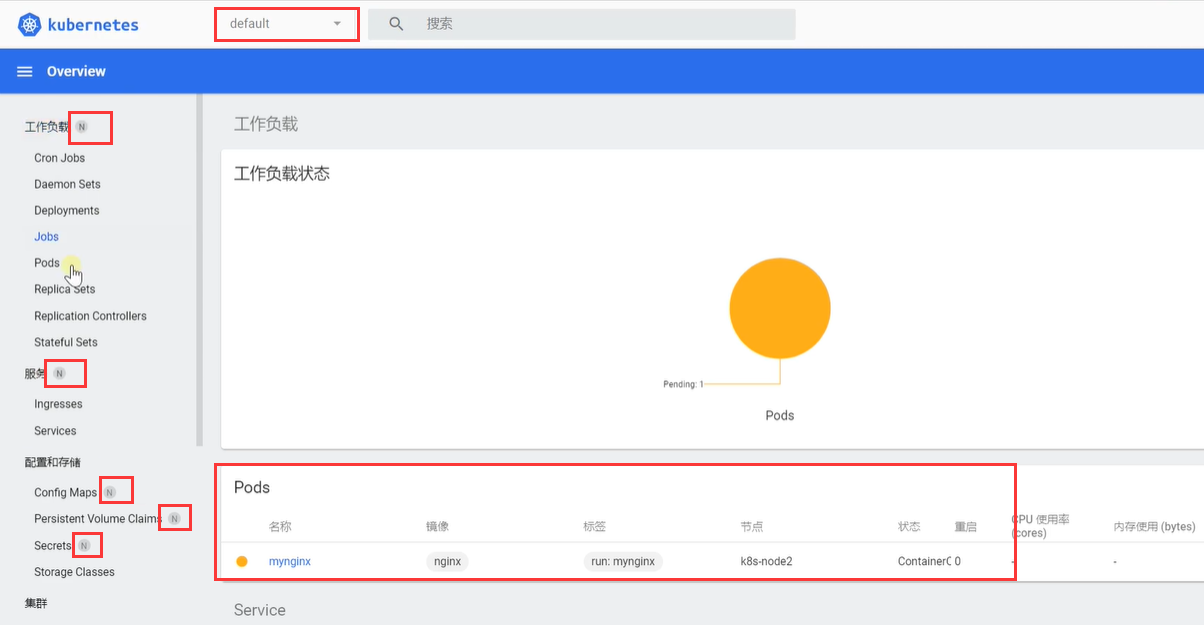 kubernetes
default
搜索
Overview
工作负载 N
Cron Jobs
Daemon Sets
Deployments
Jobs
Pods
Replica Sets
Replication Controllers
Stateful Sets
服务 N
Ingresses
Services
配置和存储
Config Maps N
Persistent Volume Claims N
Secrets N
Storage Classes
集群
工作负载
工作负载状态
Pending: 1
Pods
Pods
名称 镜像 标签 节点 状态 重启 CPU 使用率 (cores) 内存使用 (bytes)
mynginx nginx run: mynginx k8s-node2 ContainerC 0 - -
Service